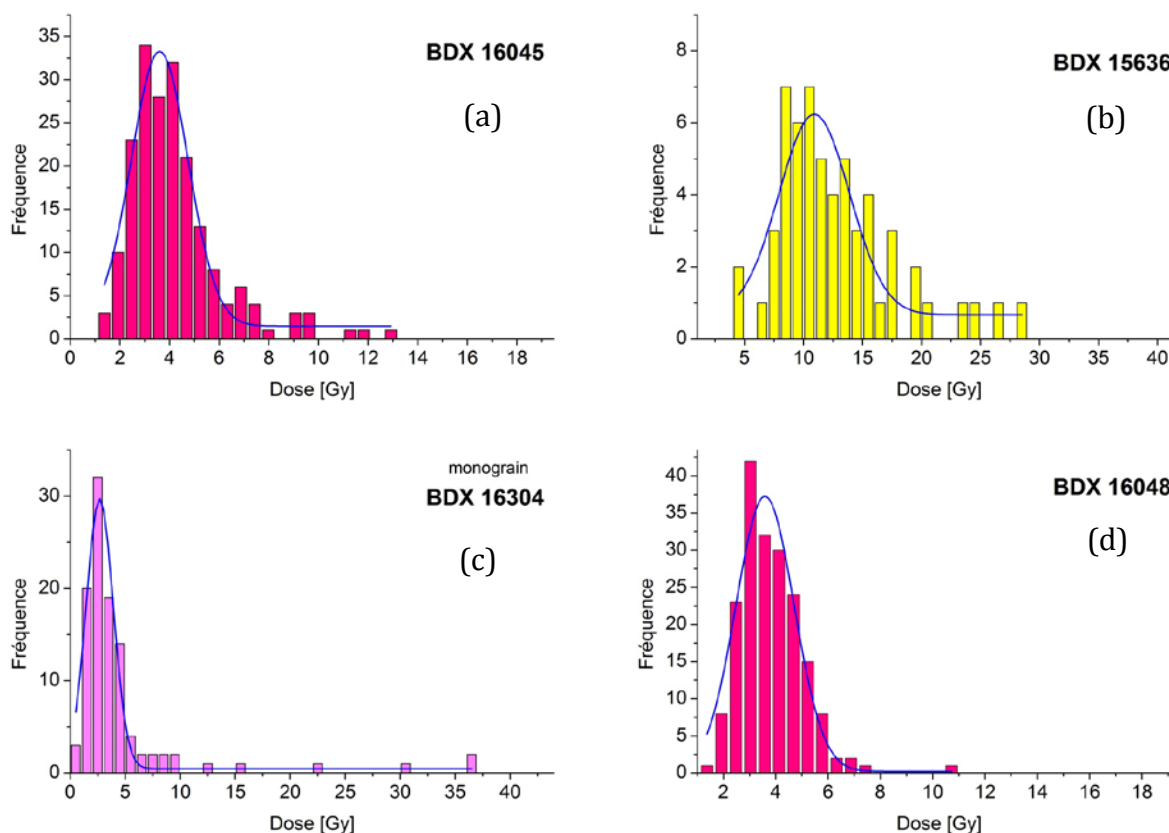 BDX 16045
(a)
Fréquence
35
30
25
20
15
10
5
0
0 2 4 6 8 10 12 14 16 18
Dose [Gy]
BDX 15636
(b)
Fréquence
8
6
4
2
0
5 10 15 20 25 30 35 40
Dose [Gy]
monograin
BDX 16304
(c)
Fréquence
30
20
10
0
0 5 10 15 20 25 30 35 40
Dose [Gy]
BDX 16048
(d)
Fréquence
40
35
30
25
20
15
10
5
0
2 4 6 8 10 12 14 16 18
Dose [Gy]